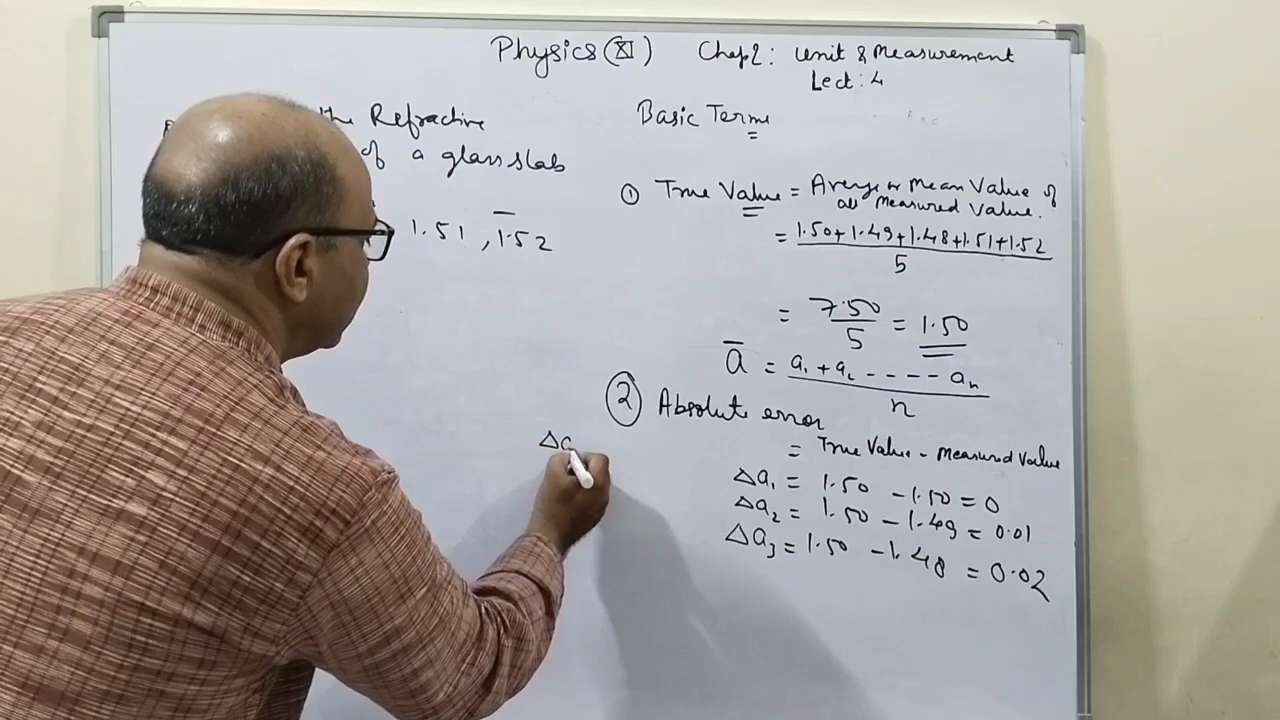 Physics (XI) Chap2: Unit & Measurement
Lect: 4
the Refractive
of a glass slab
1.51, 1.52
Basic Terms
① True Value = Average or Mean Value of
all Measured Value.
= 1.50+1.49+1.48+1.51+1.52
5
= 7.50/5 = 1.50
a̅ = a₁ + a₂ - - - - aₙ
n
② Absolute error
= True Value - Measured Value
Δa₁ = 1.50 - 1.50 = 0
Δa₂ = 1.50 - 1.49 = 0.01
Δa₃ = 1.50 - 1.48 = 0.02
Δa